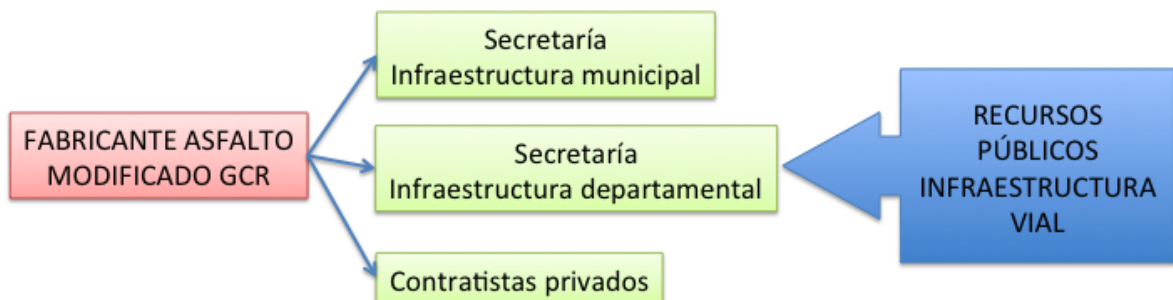 FABRICANTE ASFALTO
MODIFICADO GCR
Secretaría
Infraestructura municipal
Secretaría
Infraestructura departamental
Contratistas privados
RECURSOS
PÚBLICOS
INFRAESTRUCTURA
VIAL